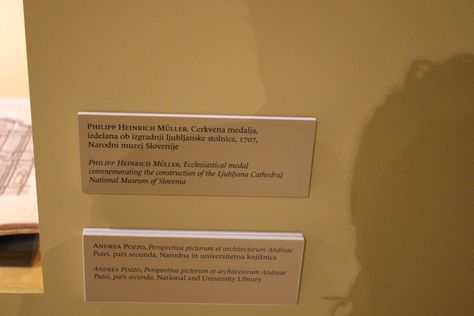 PHILIPP HEINRICH MÜLLER, Cerkvena medalja,
izdelana ob izgradnji ljubljanske stolnice, 1707,
Narodni muzej Slovenije
PHILIPP HEINRICH MÜLLER, Ecclesiastical medal
commemorating the construction of the Ljubljana Cathedral
National Museum of Slovenia
ANDREA POZZO, Perspectiva pictorum et architectorum Andreae
Putei, pars secunda, Narodna in univerzitetna knjižnica
ANDREA POZZO, Perspectiva pictorum et architectorum Andreae
Putei, pars secunda, National and University Library